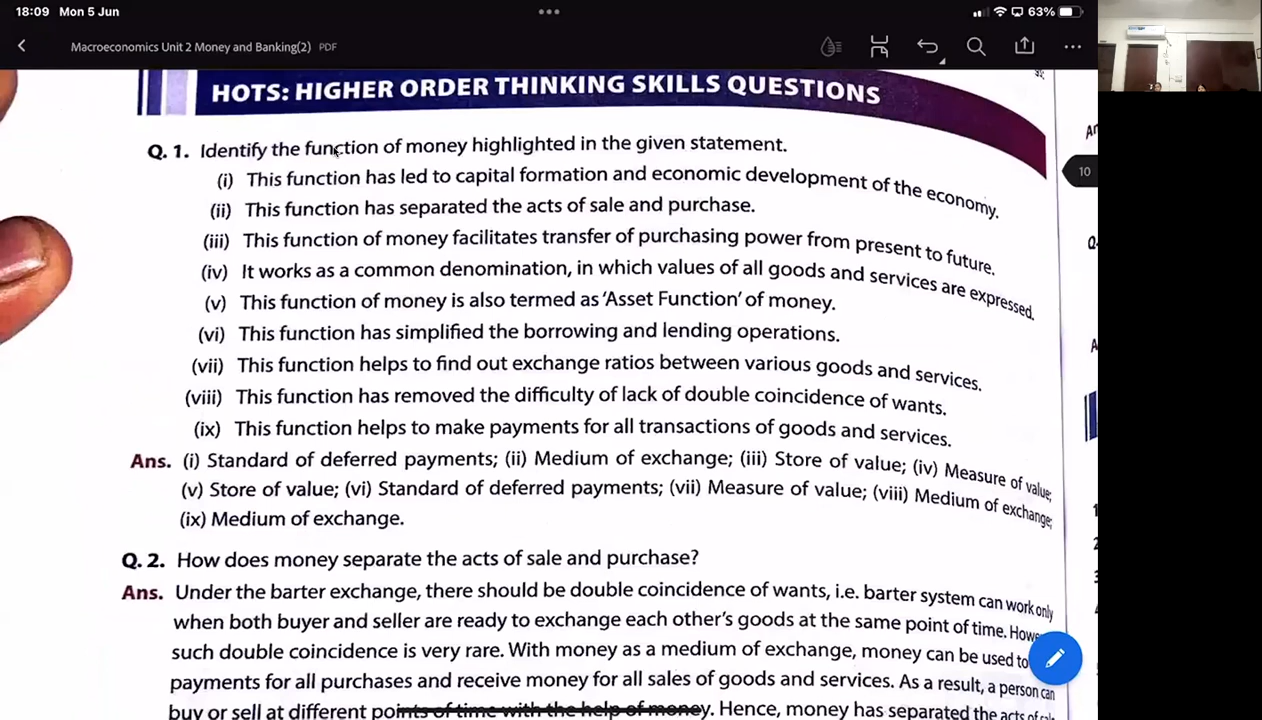 18:09 Mon 5 Jun
63%
Macroeconomics Unit 2 Money and Banking(2) PDF
HOTS: HIGHER ORDER THINKING SKILLS QUESTIONS
10
Q. 1. Identify the function of money highlighted in the given statement.
(i) This function has led to capital formation and economic development of the economy.
(ii) This function has separated the acts of sale and purchase.
(iii) This function of money facilitates transfer of purchasing power from present to future.
(iv) It works as a common denomination, in which values of all goods and services are expressed.
(v) This function of money is also termed as 'Asset Function' of money.
(vi) This function has simplified the borrowing and lending operations.
(vii) This function helps to find out exchange ratios between various goods and services.
(viii) This function has removed the difficulty of lack of double coincidence of wants.
(ix) This function helps to make payments for all transactions of goods and services.
Ans. (i) Standard of deferred payments; (ii) Medium of exchange; (iii) Store of value; (iv) Measure of value;
(v) Store of value; (vi) Standard of deferred payments; (vii) Measure of value; (viii) Medium of exchange;
(ix) Medium of exchange.
Q. 2. How does money separate the acts of sale and purchase?
Ans. Under the barter exchange, there should be double coincidence of wants, i.e. barter system can work only
when both buyer and seller are ready to exchange each other's goods at the same point of time.
such double coincidence is very rare. With money as a medium of exchange, money can be used to
payments for all purchases and receive money for all sales of goods and services. As a result, a person can
buy or sell at different points of time with the help of money. Hence, money has separated the acts of